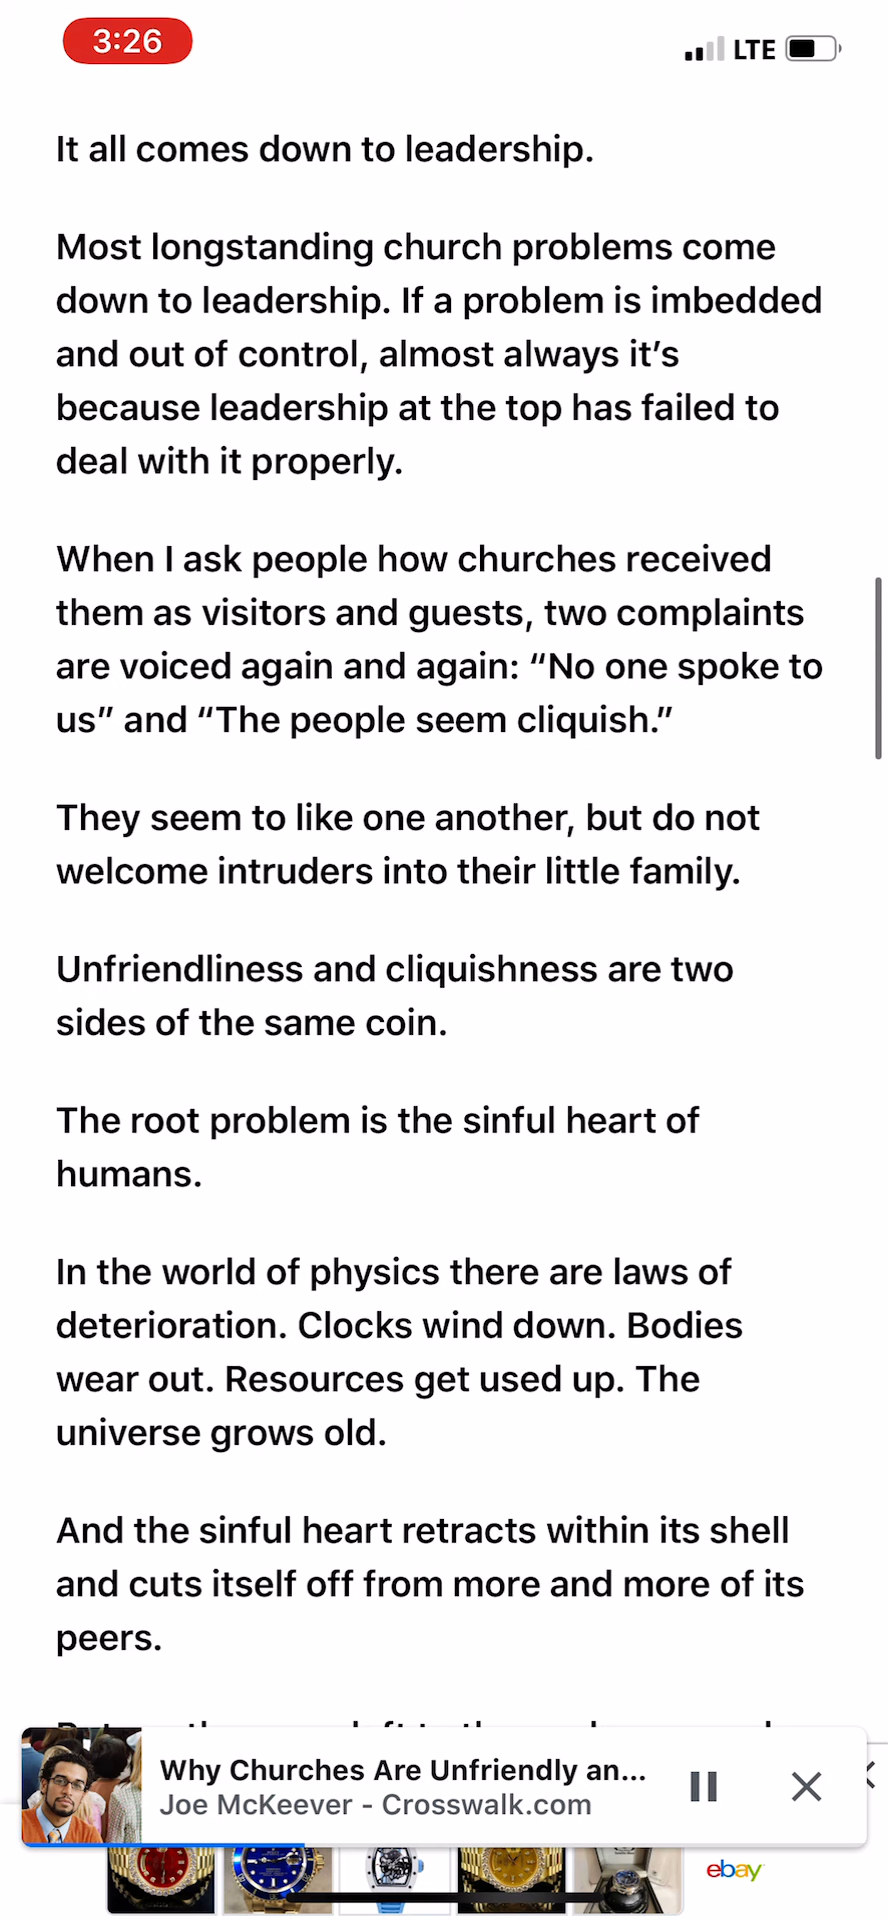 3:26
LTE
It all comes down to leadership.
Most longstanding church problems come
down to leadership. If a problem is imbedded
and out of control, almost always it’s
because leadership at the top has failed to
deal with it properly.
When I ask people how churches received
them as visitors and guests, two complaints
are voiced again and again: “No one spoke to
us” and “The people seem cliquish.”
They seem to like one another, but do not
welcome intruders into their little family.
Unfriendliness and cliquishness are two
sides of the same coin.
The root problem is the sinful heart of
humans.
In the world of physics there are laws of
deterioration. Clocks wind down. Bodies
wear out. Resources get used up. The
universe grows old.
And the sinful heart retracts within its shell
and cuts itself off from more and more of its
peers.
Why Churches Are Unfriendly an...
Joe McKeever - Crosswalk.com
ebay